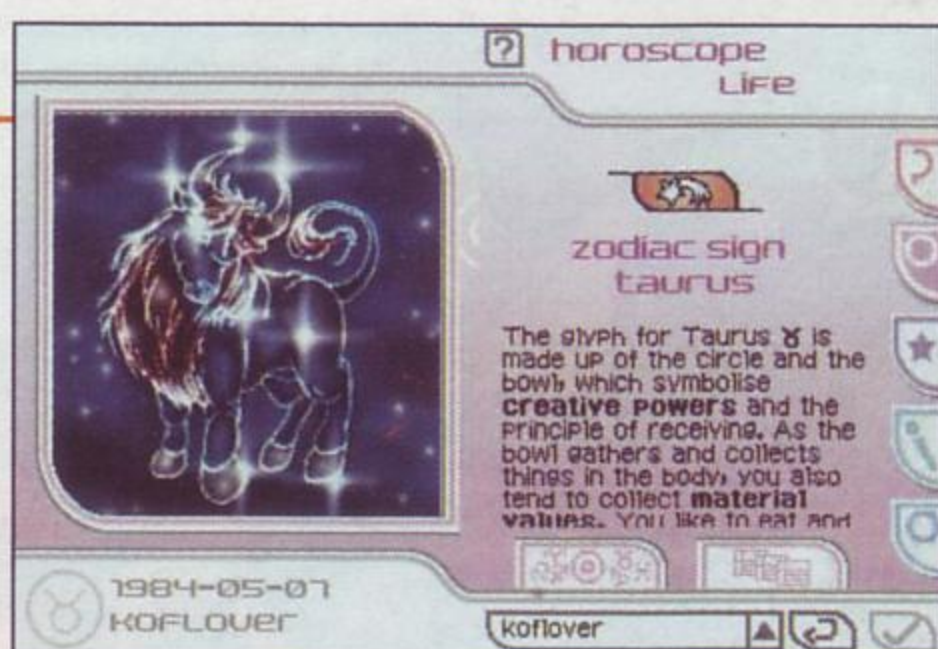 ? horoscope
Life
zodiac sign
taurus
The glyph for Taurus ♉ is
made up of the circle and the
bowl, which symbolise
creative powers and the
principle of receiving. As the
bowl gathers and collects
things in the body, you also
tend to collect material
values. You like to eat and
1984-05-07
koflover
koflover